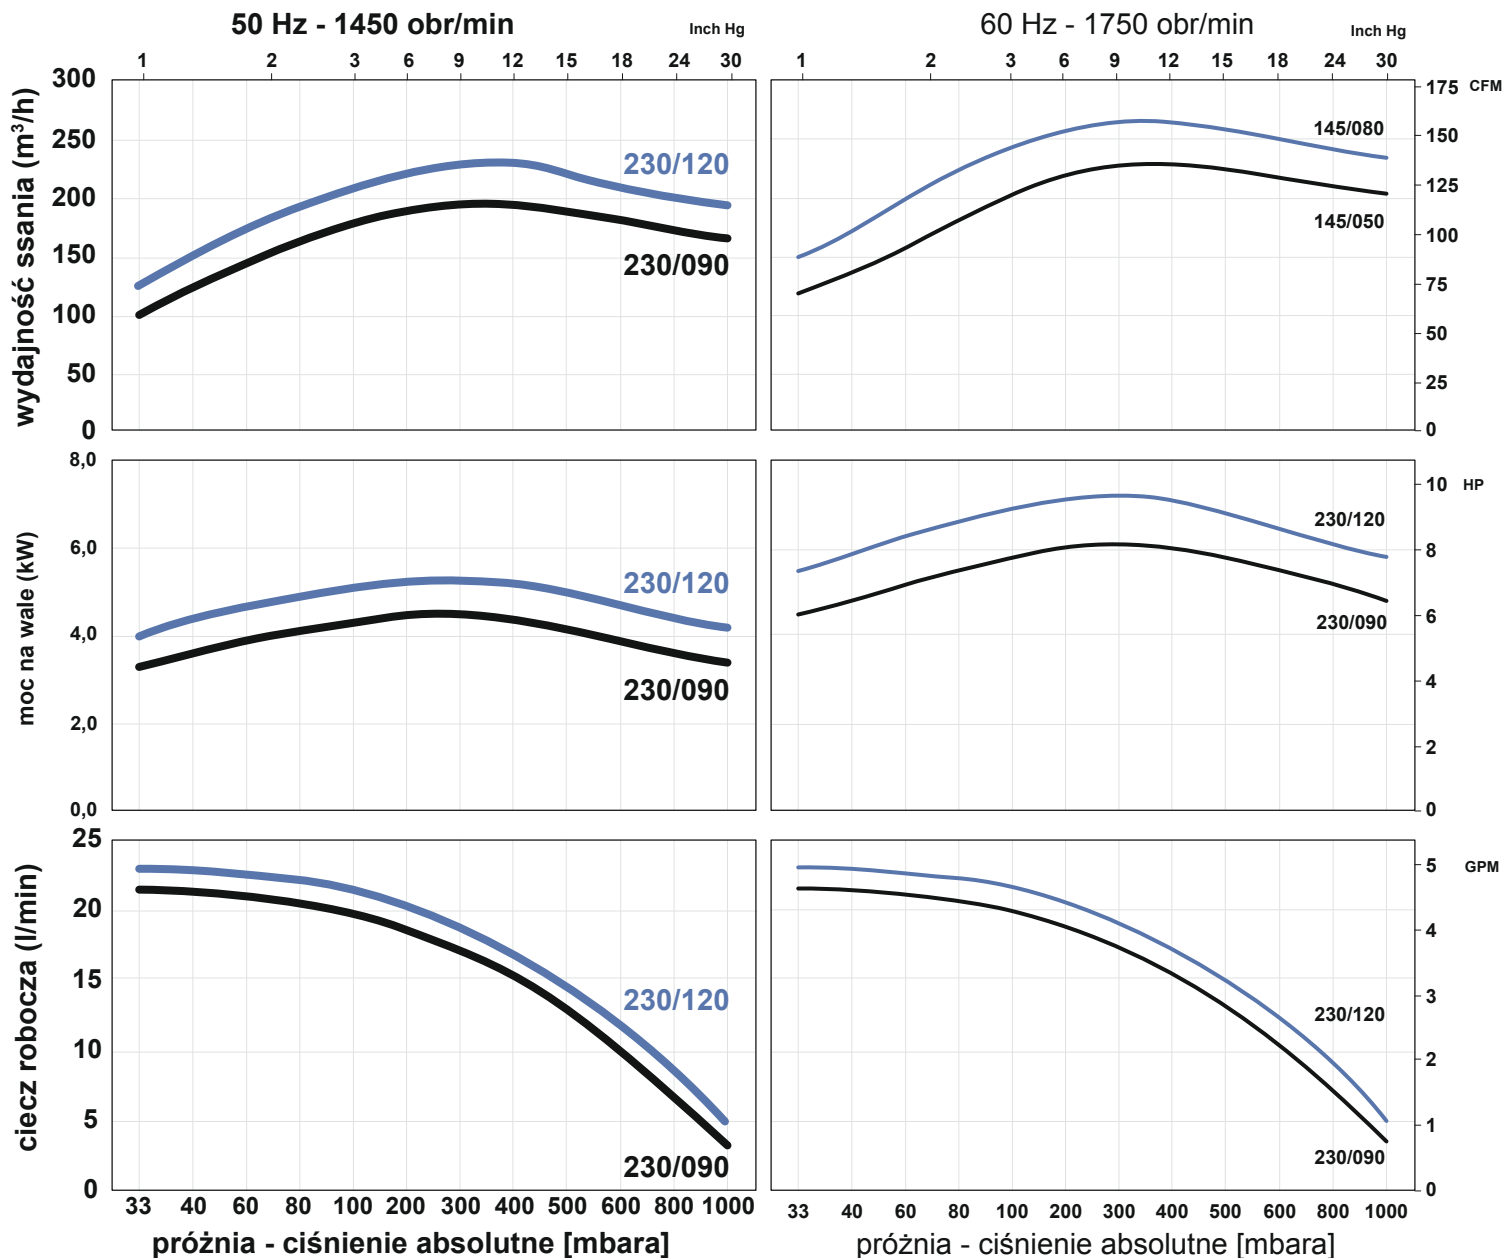 50 Hz - 1450 obr/min
Inch Hg
60 Hz - 1750 obr/min
Inch Hg
1 2 3 6 9 12 15 18 24 30
1 2 3 6 9 12 15 18 24 30
wydajność ssania (m³/h)
300
250
200
150
100
50
0
230/120
230/090
145/080
145/050
175 CFM
150
125
100
75
50
25
0
moc na wale (kW)
8,0
6,0
4,0
2,0
0,0
230/120
230/090
230/120
230/090
10 HP
8
6
4
2
0
ciecz robocza (l/min)
25
20
15
10
5
0
230/120
230/090
230/120
230/090
5 GPM
4
3
2
1
0
33 40 60 80 100 200 300 400 500 600 800 1000
33 40 60 80 100 200 300 400 500 600 800 1000
próżnia - ciśnienie absolutne [mbara]
próżnia - ciśnienie absolutne [mbara]